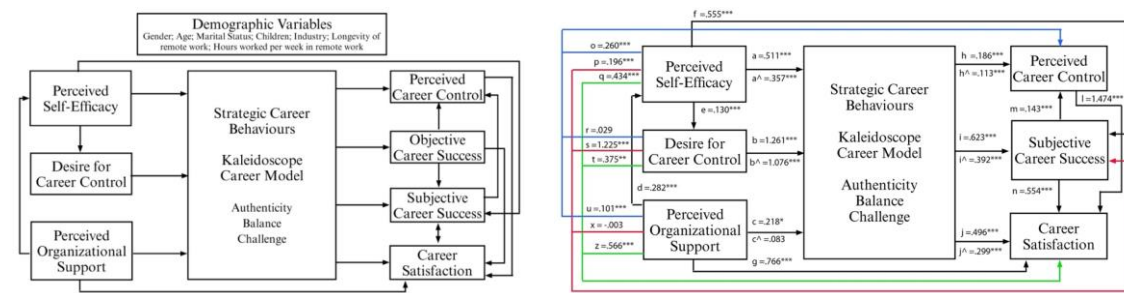 Demographic Variables
Gender; Age; Marital Status; Children; Industry; Longevity of
remote work; Hours worked per week in remote work
Perceived
Self-Efficacy
Desire for
Career Control
Perceived
Organizational
Support
Strategic Career
Behaviours
Kaleidoscope
Career Model
Authenticity
Balance
Challenge
Perceived
Career Control
Objective
Career Success
Subjective
Career Success
Career
Satisfaction
f =.555***
o =.260***
p =.196***
q =.434***
Perceived
Self-Efficacy
a =.511***
a^ =.357***
e =.130***
r =.029
s =1.225***
t =.375**
Desire for
Career Control
b =1.261***
b^ =1.076***
d =.282***
u =.101***
x =-.003
z =.566***
Perceived
Organizational
Support
c =.218*
c^ =.083
g =.766***
Strategic Career
Behaviours
Kaleidoscope
Career Model
Authenticity
Balance
Challenge
h =.186***
h^ =.113***
Perceived
Career Control
l =1.474***
m =.143***
i =.623***
i^ =.392***
Subjective
Career Success
n =.554***
j =.496***
j^ =.299***
Career
Satisfaction